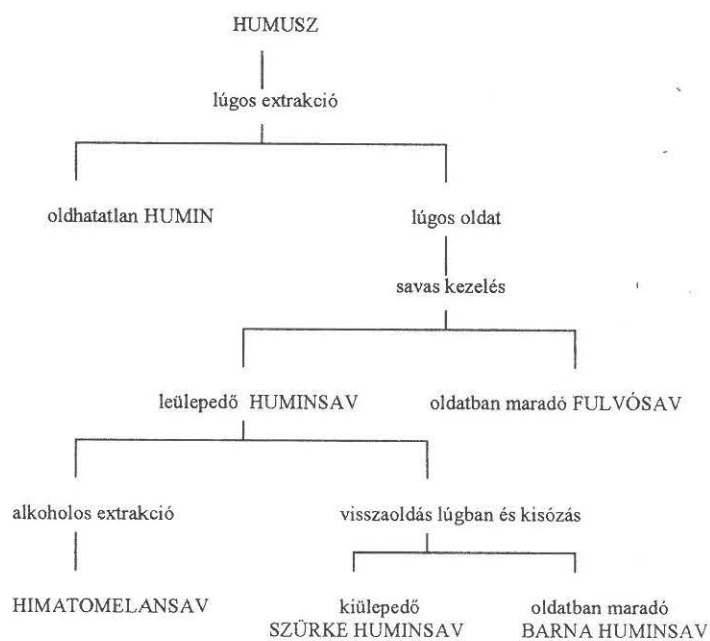 HUMUSZ
lúgos extrakció
oldhatatlan HUMIN
lúgos oldat
savas kezelés
leülepedő HUMINSAV
oldatban maradó FULVÓSAV
alkoholos extrakció
visszaoldás lúgban és kisózás
HIMATOMELANSAV
kiülepedő
SZÜRKE HUMINSAV
oldatban maradó
BARNA HUMINSAV